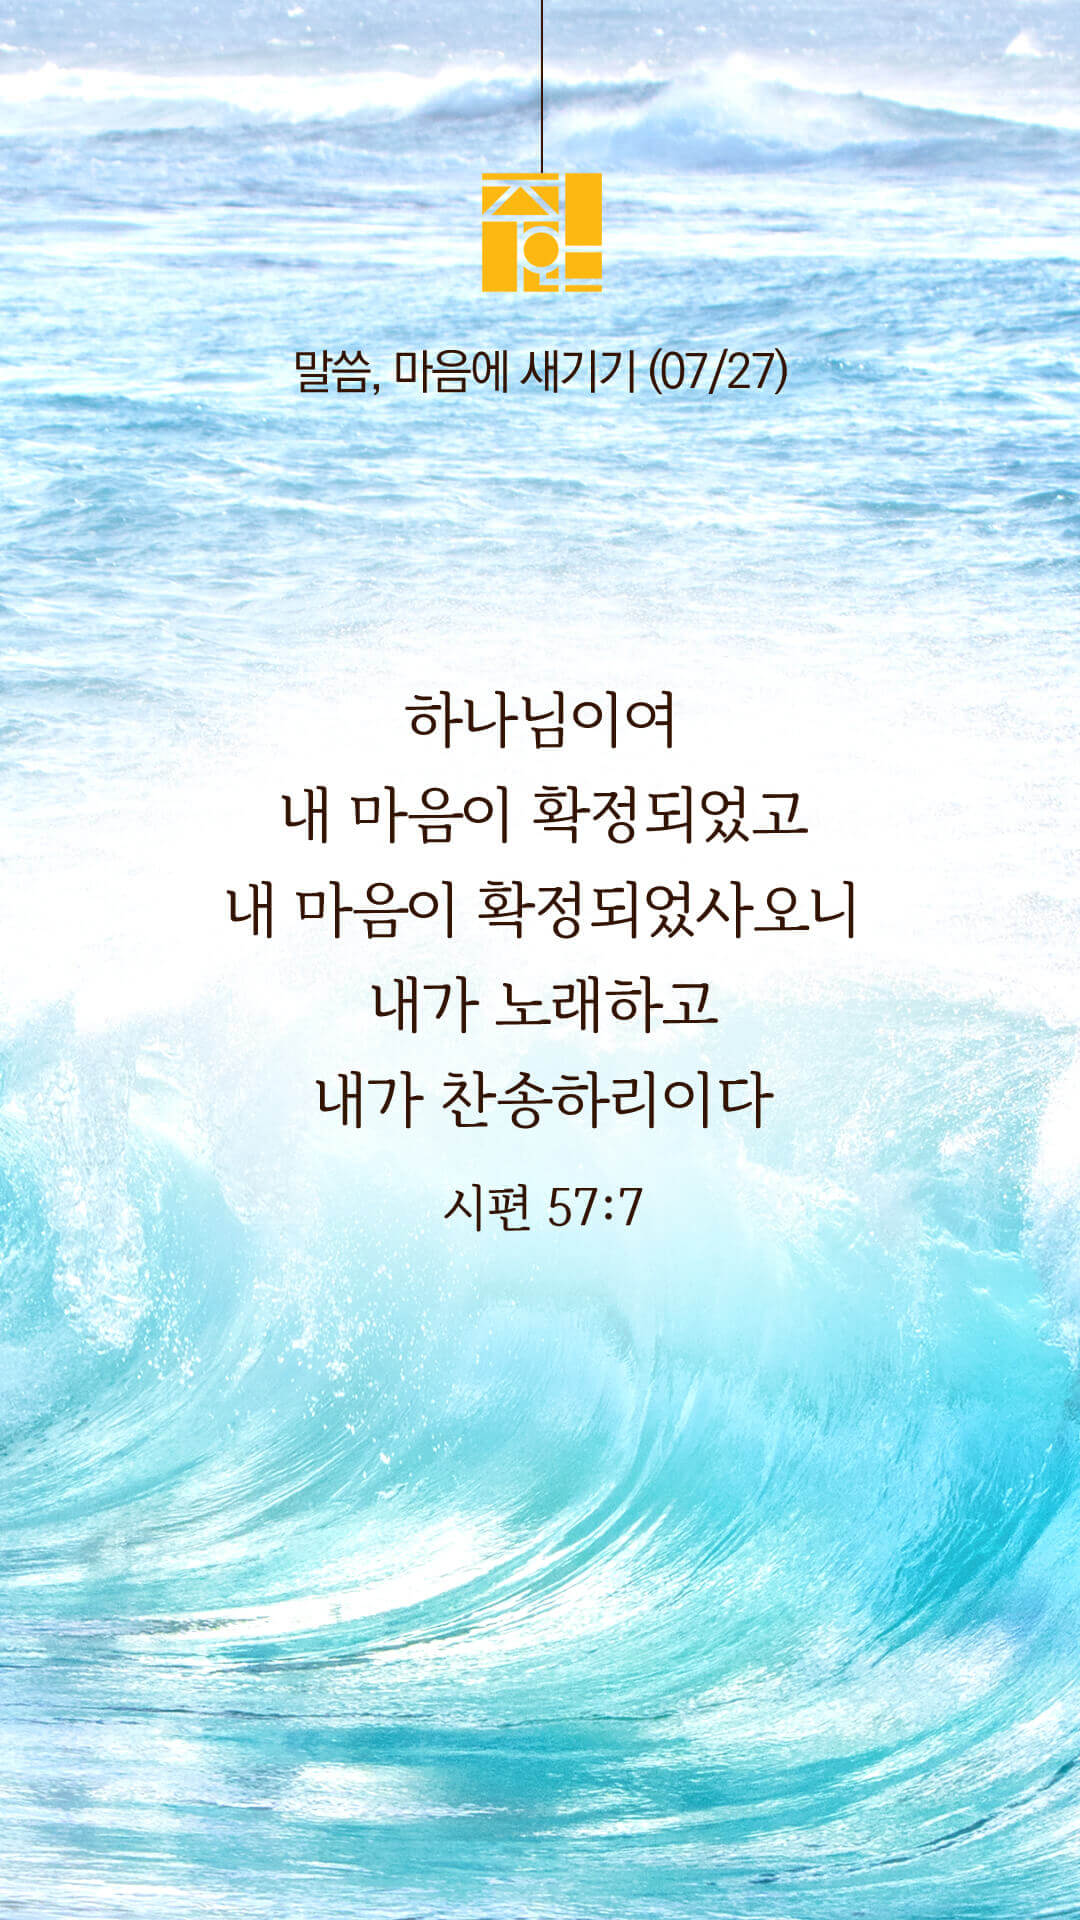 말씀, 마음에 새기기 (07/27)
하나님이여
내 마음이 확정되었고
내 마음이 확정되었사오니
내가 노래하고
내가 찬송하리이다
시편 57:7